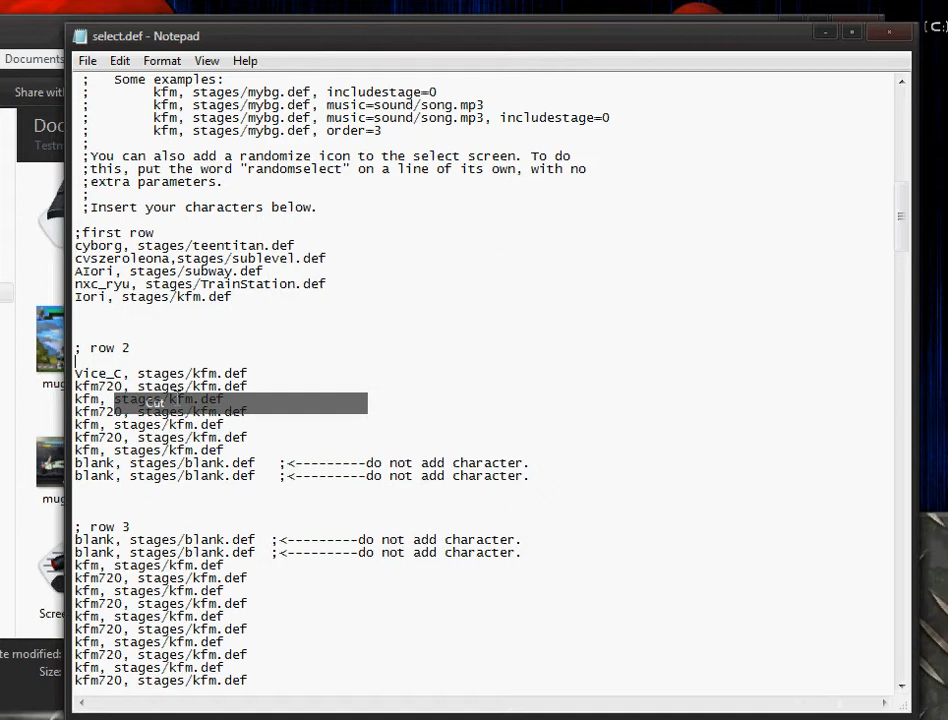 C:
select.def - Notepad
File Edit Format View Help
Documents
Share with
Doc
Testm
mug
mug
Scree
te modified:
Size:
;   Some examples:
;        kfm, stages/mybg.def, includestage=0
;        kfm, stages/mybg.def, music=sound/song.mp3
;        kfm, stages/mybg.def, music=sound/song.mp3, includestage=0
;        kfm, stages/mybg.def, order=3
;
;You can also add a randomize icon to the select screen. To do
;this, put the word "randomselect" on a line of its own, with no
;extra parameters.
;
;Insert your characters below.
;first row
cyborg, stages/teentitan.def
cvszeroleona,stages/sublevel.def
AIori, stages/subway.def
nxc_ryu, stages/TrainStation.def
Iori, stages/kfm.def
; row 2
Vice_C, stages/kfm.def
kfm720, stages/kfm.def
kfm, stages/kfm.def
Cut
kfm720, stages/kfm.def
kfm, stages/kfm.def
kfm720, stages/kfm.def
kfm, stages/kfm.def
blank, stages/blank.def   ;<---------do not add character.
blank, stages/blank.def   ;<---------do not add character.
; row 3
blank, stages/blank.def  ;<---------do not add character.
blank, stages/blank.def  ;<---------do not add character.
kfm, stages/kfm.def
kfm720, stages/kfm.def
kfm, stages/kfm.def
kfm720, stages/kfm.def
kfm, stages/kfm.def
kfm720, stages/kfm.def
kfm, stages/kfm.def
kfm720, stages/kfm.def
kfm, stages/kfm.def
kfm720, stages/kfm.def